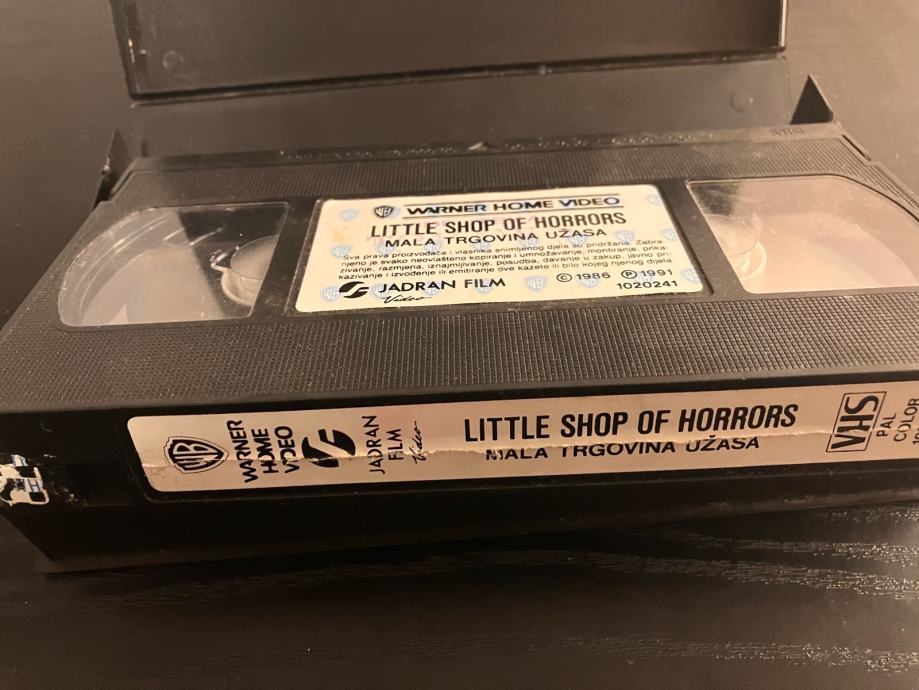 WARNER HOME VIDEO
LITTLE SHOP OF HORRORS
MALA TRGOVINA UŽASA
Sva prava proizvođača i vlasnika snimljenog djela su pridržana. Zabra-
njeno je svako neovlašteno kopiranje i umnožavanje, mentiranje, prika-
zivanje, razmjena, iznajmljivanje, posudba, davanje u zakup, javno pri-
kazivanje i izvođenje ili emitiranje ove kazete ili bilo kojeg njenog dijela.
JADRAN FILM
Video
© 1986 ℗ 1991
1020241
WB
WARNER
HOME
VIDEO
JADRAN
FILM
Video
LITTLE SHOP OF HORRORS
MALA TRGOVINA UŽASA
VHS
PAL
COLOR